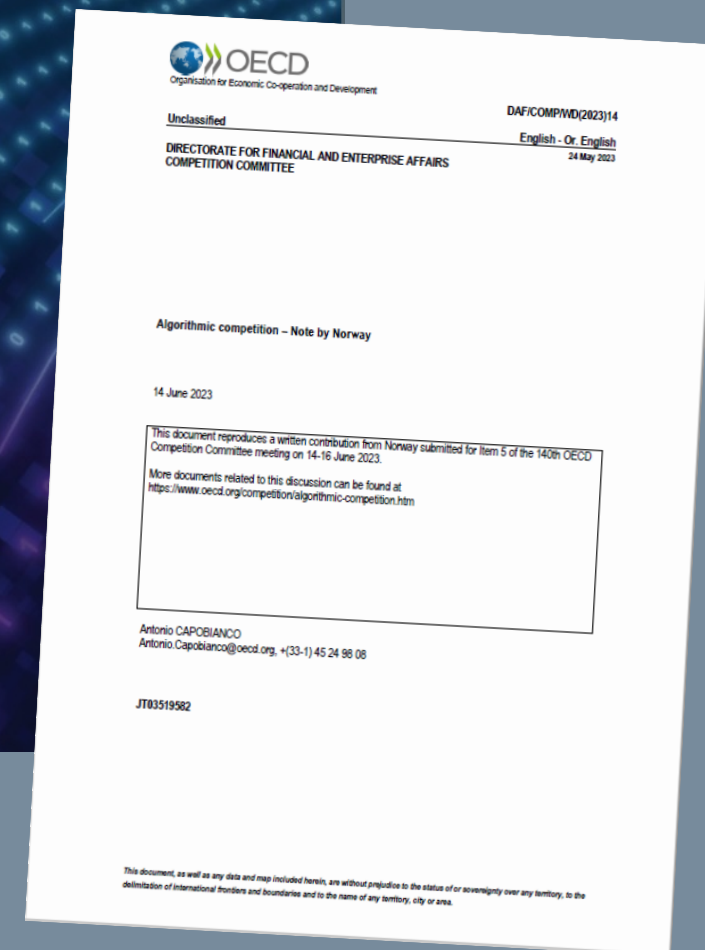 OECD
Organisation for Economic Co-operation and Development
DAF/COMP/WD(2023)14
Unclassified
English - Or. English
24 May 2023
DIRECTORATE FOR FINANCIAL AND ENTERPRISE AFFAIRS
COMPETITION COMMITTEE
Algorithmic competition – Note by Norway
14 June 2023
This document reproduces a written contribution from Norway submitted for Item 5 of the 140th OECD
Competition Committee meeting on 14-16 June 2023.
More documents related to this discussion can be found at
https://www.oecd.org/competition/algorithmic-competition.htm
Antonio CAPOBIANCO
Antonio.Capobianco@oecd.org, +(33-1) 45 24 98 08
JT03519582
This document, as well as any data and map included herein, are without prejudice to the status of or sovereignty over any territory, to the
delimitation of international frontiers and boundaries and to the name of any territory, city or area.